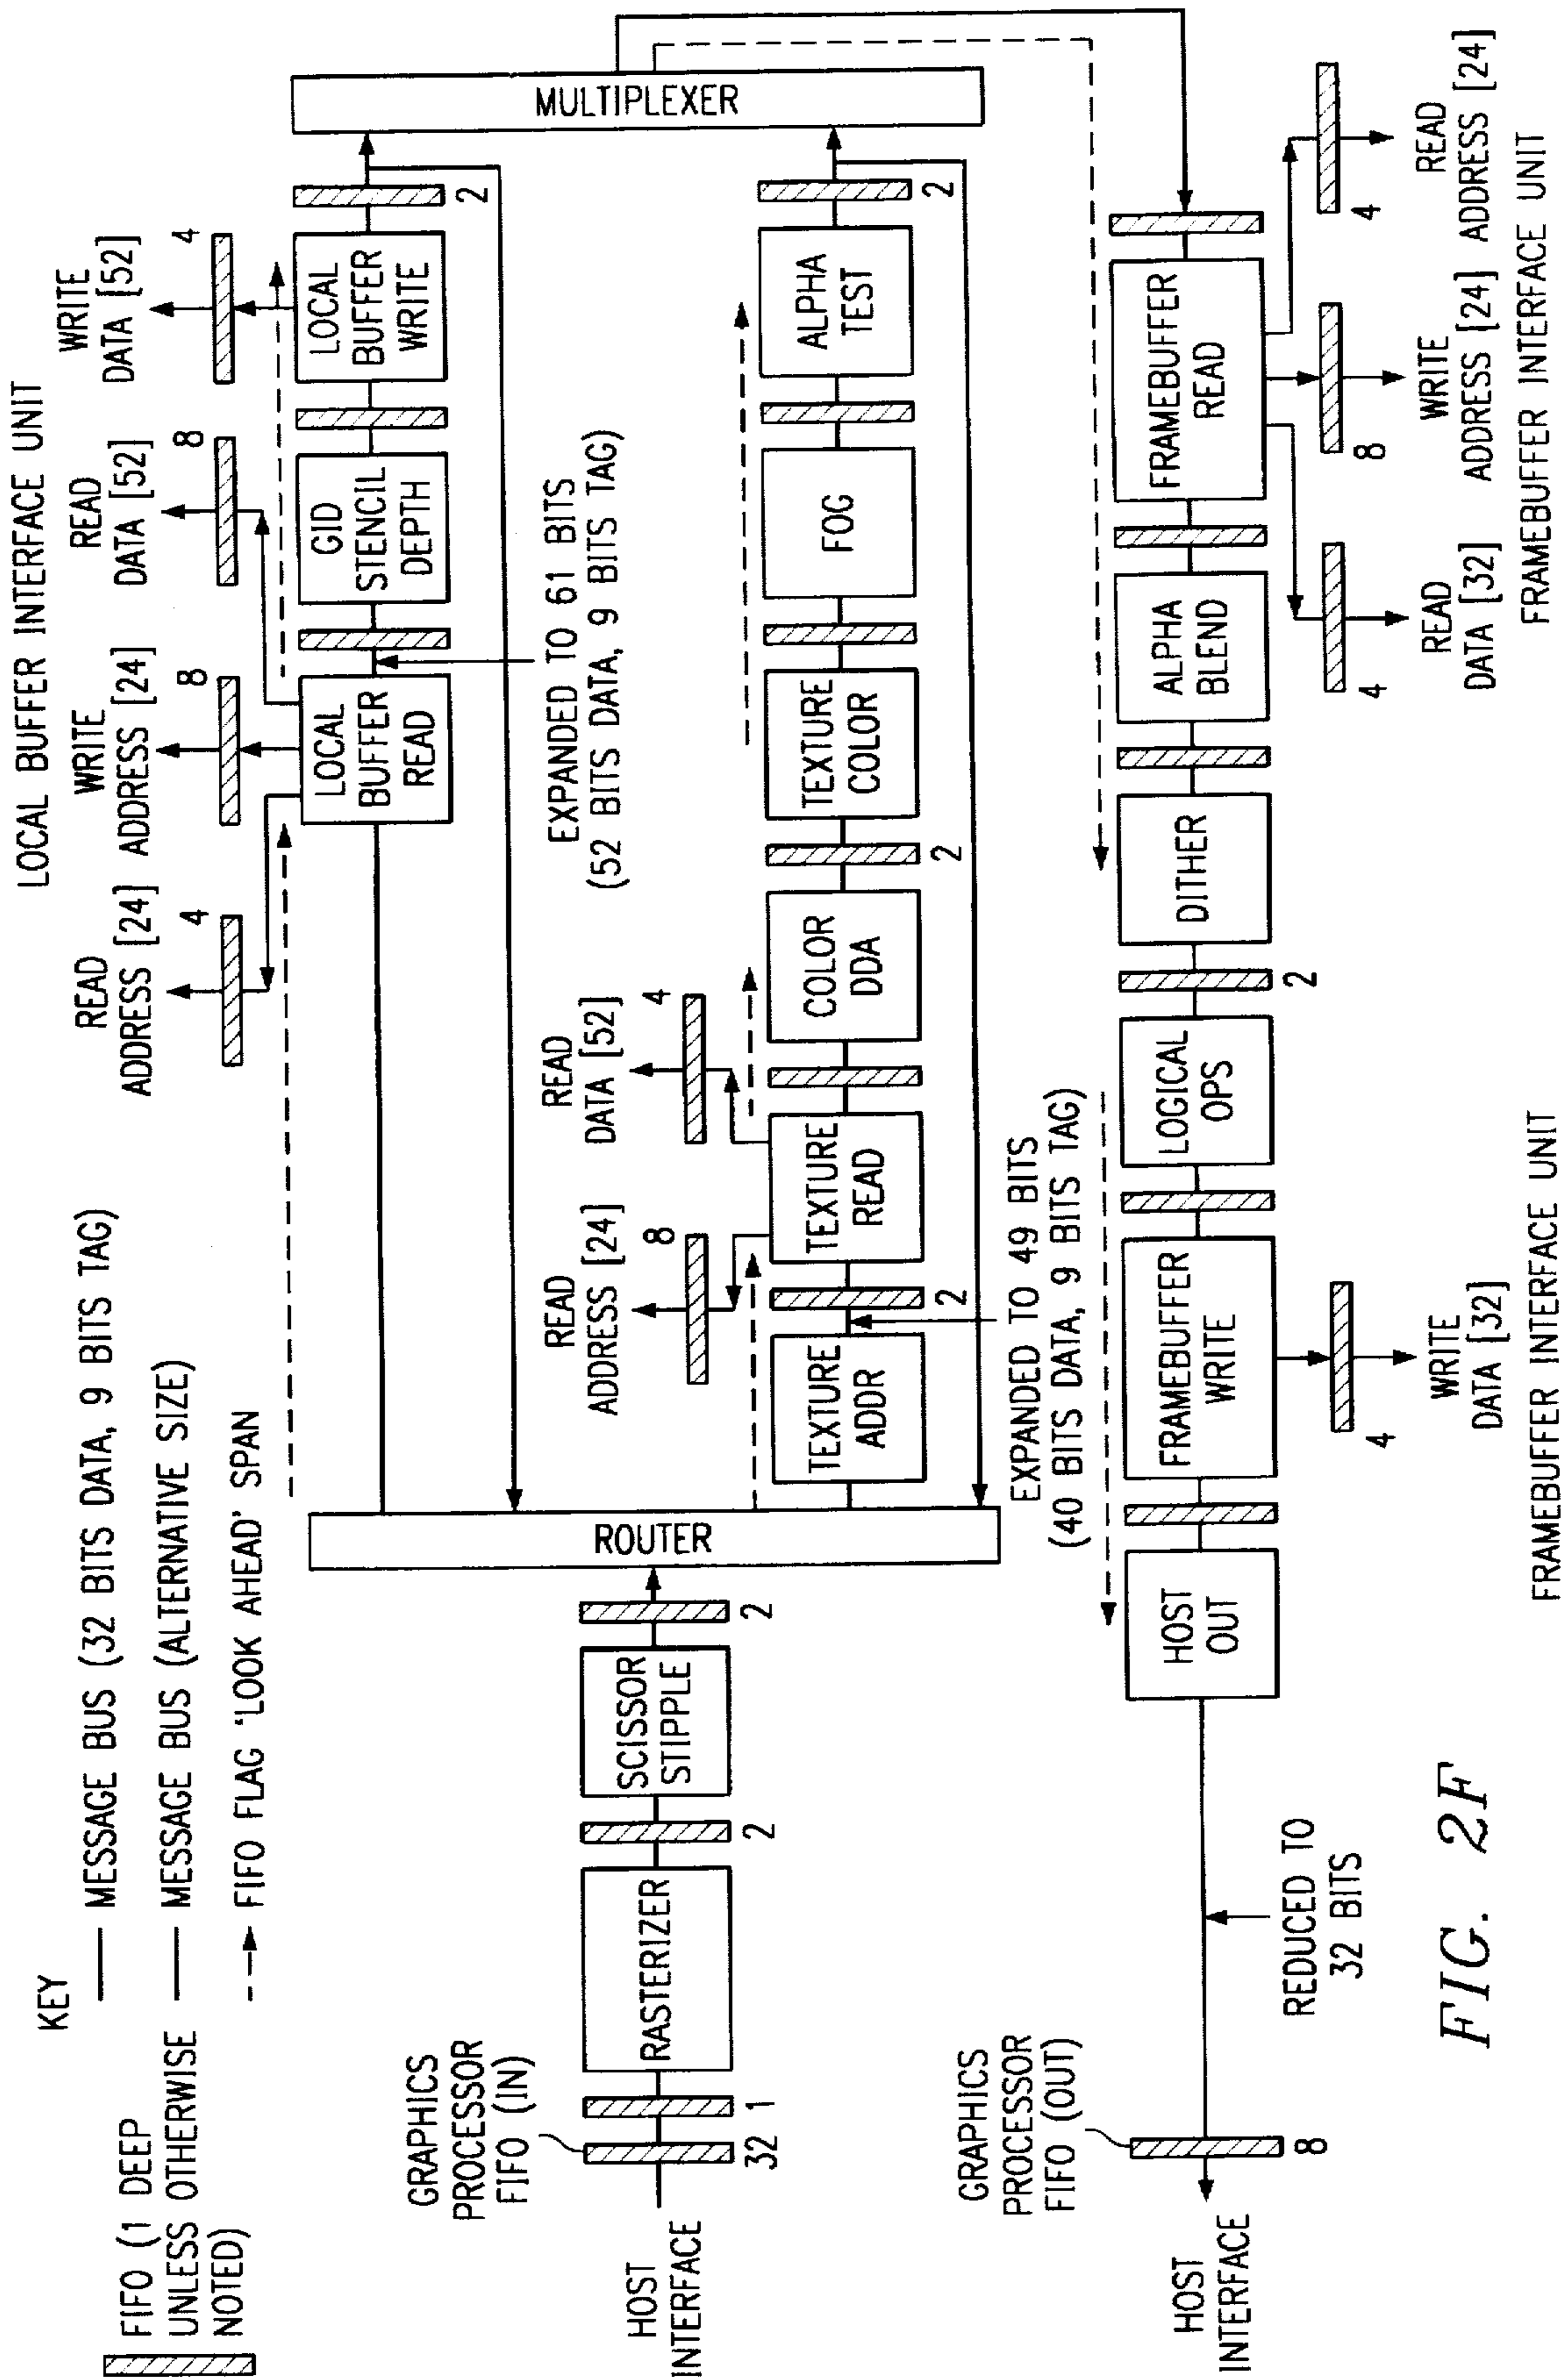 KEY
FIFO (1 DEEP
UNLESS OTHERWISE
NOTED)
MESSAGE BUS (32 BITS DATA, 9 BITS TAG)
MESSAGE BUS (ALTERNATIVE SIZE)
FIFO FLAG 'LOOK AHEAD' SPAN
LOCAL BUFFER INTERFACE UNIT
READ
ADDRESS [24]
4
WRITE
ADDRESS [24]
8
READ
DATA [52]
8
WRITE
DATA [52]
4
LOCAL
BUFFER
READ
GID
STENCIL
DEPTH
LOCAL
BUFFER
WRITE
2
EXPANDED TO 61 BITS
(52 BITS DATA, 9 BITS TAG)
MULTIPLEXER
GRAPHICS
PROCESSOR
FIFO (IN)
HOST
INTERFACE
32
1
RASTERIZER
2
SCISSOR
STIPPLE
2
ROUTER
READ
ADDRESS [24]
8
READ
DATA [52]
4
TEXTURE
ADDR
2
TEXTURE
READ
COLOR
DDA
2
TEXTURE
COLOR
FOG
ALPHA
TEST
2
EXPANDED TO 49 BITS
(40 BITS DATA, 9 BITS TAG)
GRAPHICS
PROCESSOR
FIFO (OUT)
HOST
INTERFACE
8
REDUCED TO
32 BITS
HOST
OUT
FRAMEBUFFER
WRITE
LOGICAL
OPS
2
DITHER
ALPHA
BLEND
FRAMEBUFFER
READ
4
WRITE
DATA [32]
FRAMEBUFFER INTERFACE UNIT
4
READ
DATA [32]
8
WRITE
ADDRESS [24]
4
READ
ADDRESS [24]
FRAMEBUFFER INTERFACE UNIT
FIG. 2F